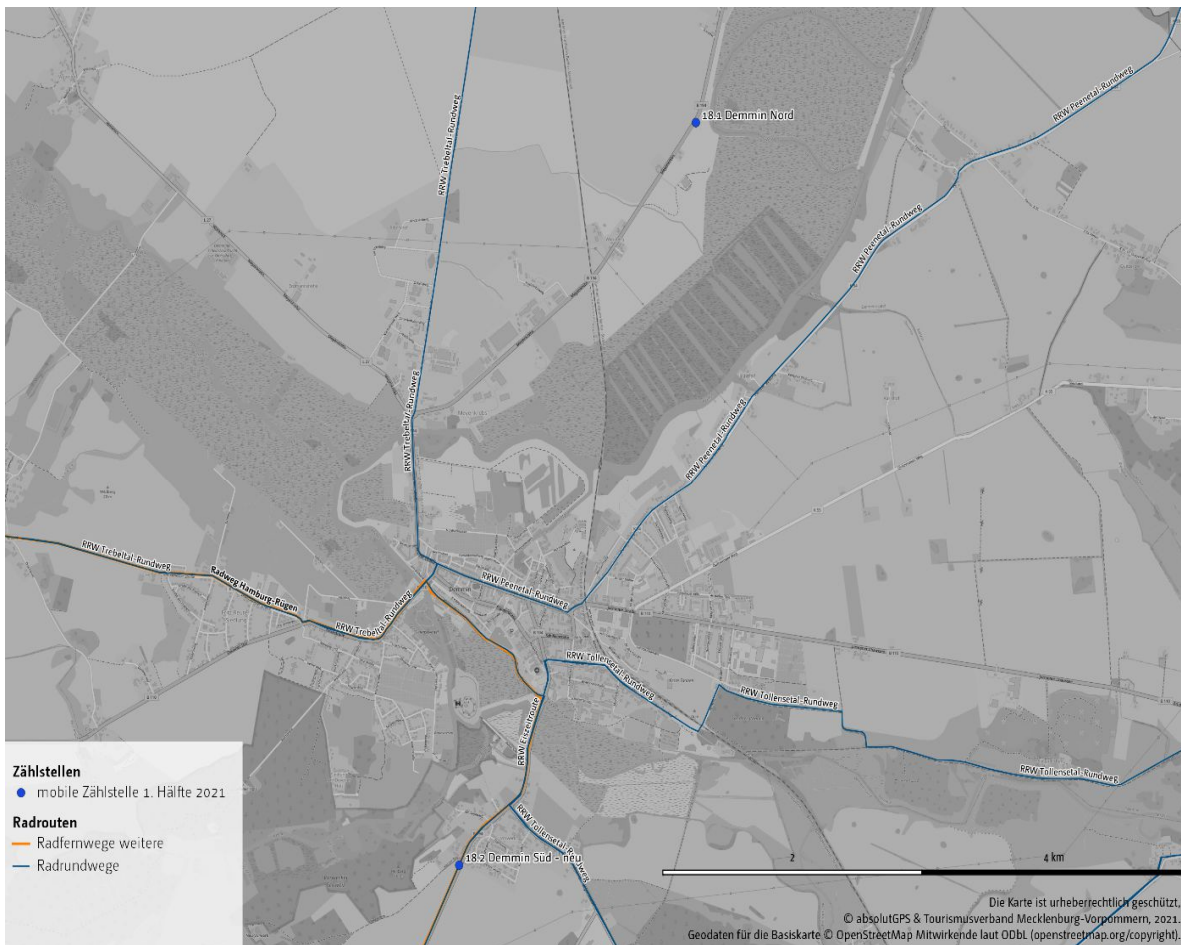 RRW Peenetal-Rundweg
18.1 Demmin Nord
RRW Trebeltal-Rundweg
RRW Peenetal-Rundweg
RRW Trebeltal-Rundweg
RRW Peenetal-Rundweg
RRW Trebeltal-Rundweg
Radweg Hamburg-Rügen
RRW Trebeltal-Rundweg
RRW Peenetal-Rundweg
Demmin
RRW Tollensetal-Rundweg
RRW Tollensetal-Rundweg
RRW Eiszeitroute
RRW Tollensetal-Rundweg
RRW Tollensetal-Rundweg
18.2 Demmin Süd - neu
Zählstellen
mobile Zählstelle 1. Hälfte 2021
Radrouten
Radfernwege weitere
Radrundwege
2
4 km
Die Karte ist urheberrechtlich geschützt,
© absolutGPS & Tourismusverband Mecklenburg-Vorpommern, 2021.
Geodaten für die Basiskarte © OpenStreetMap Mitwirkende laut ODbL (openstreetmap.org/copyright).